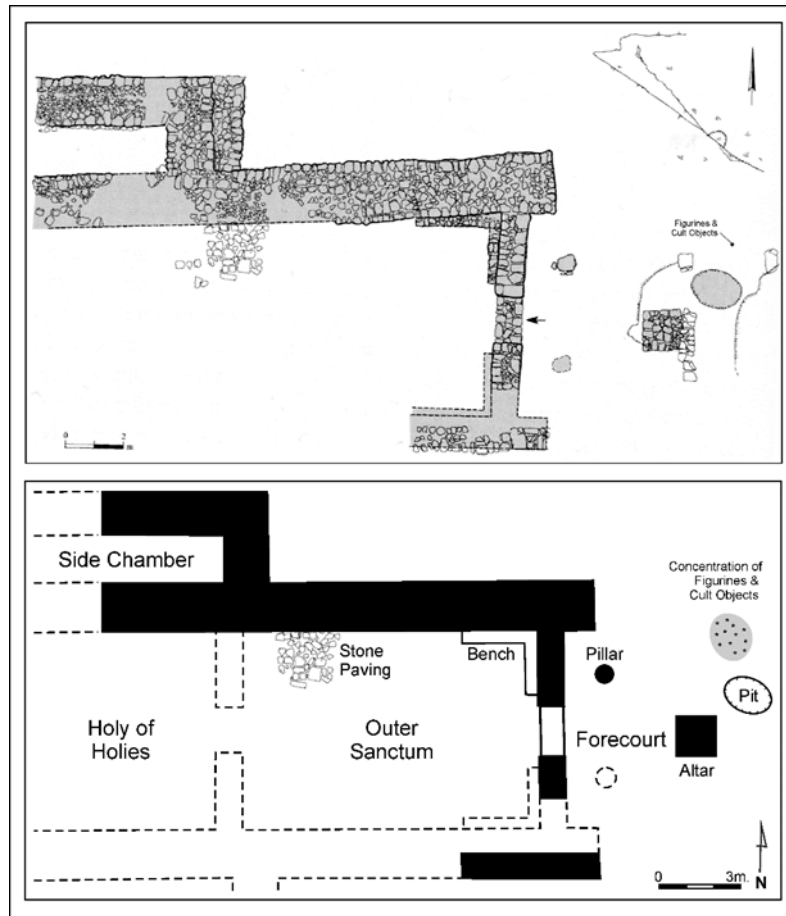 Figurines &
Cult Objects
0 2
m
Side Chamber
Concentration of
Figurines &
Cult Objects
Stone
Paving
Bench
Pillar
Pit
Holy of
Holies
Outer
Sanctum
Forecourt
Altar
0 3m.
N